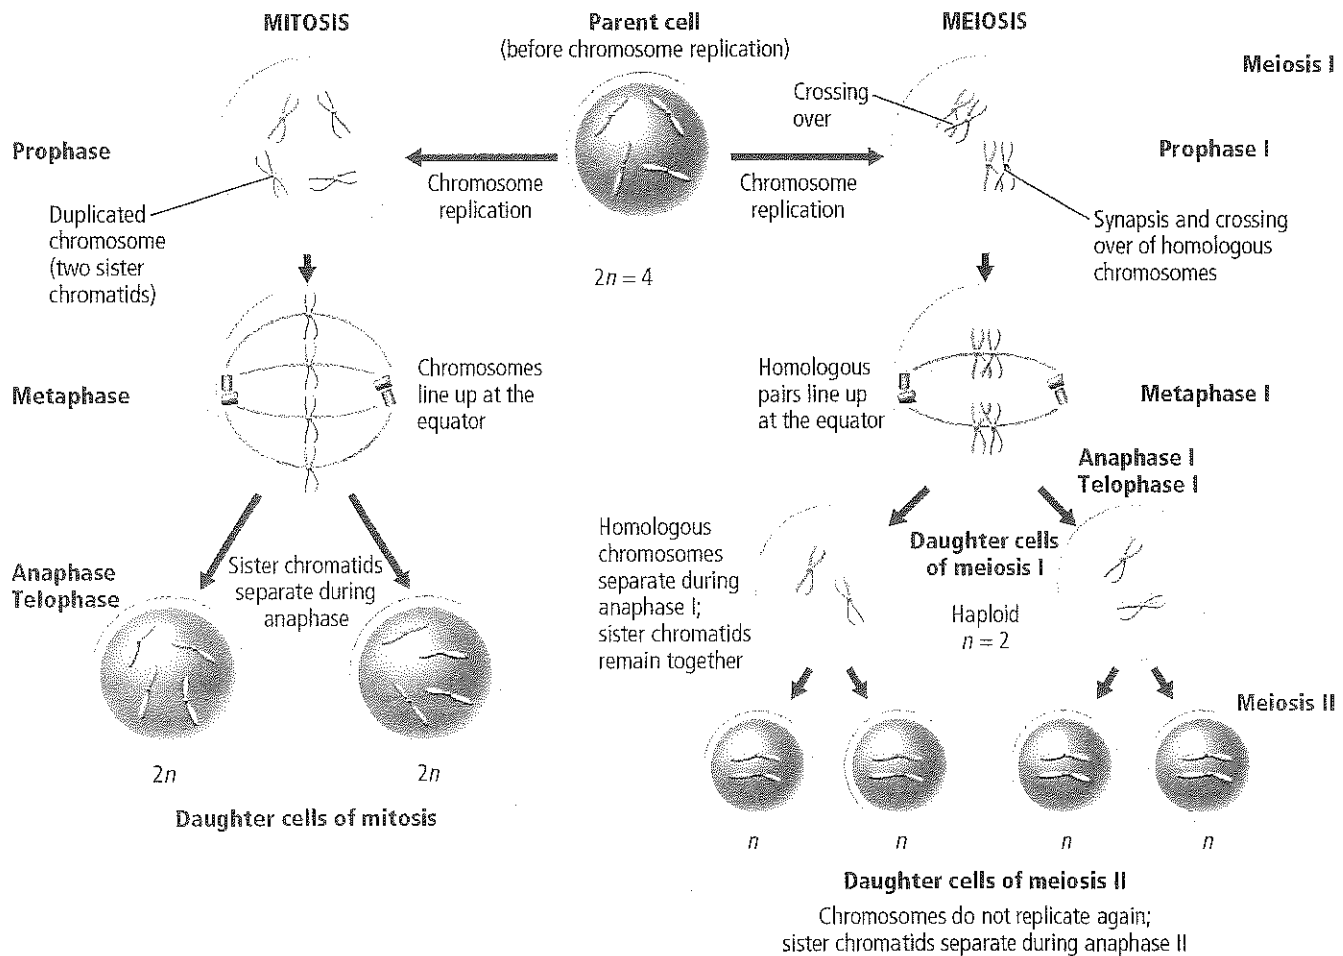 MITOSIS
Parent cell
(before chromosome replication)
MEIOSIS
Meiosis I
Crossing
over
Prophase
Prophase I
Chromosome
replication
Chromosome
replication
Duplicated
chromosome
(two sister
chromatids)
Synapsis and crossing
over of homologous
chromosomes
2n = 4
Metaphase
Chromosomes
line up at the
equator
Homologous
pairs line up
at the equator
Metaphase I
Anaphase I
Telophase I
Anaphase
Telophase
Sister chromatids
separate during
anaphase
Homologous
chromosomes
separate during
anaphase I;
sister chromatids
remain together
Daughter cells
of meiosis I
Haploid
n = 2
Meiosis II
2n
2n
Daughter cells of mitosis
n
n
n
n
Daughter cells of meiosis II
Chromosomes do not replicate again;
sister chromatids separate during anaphase II